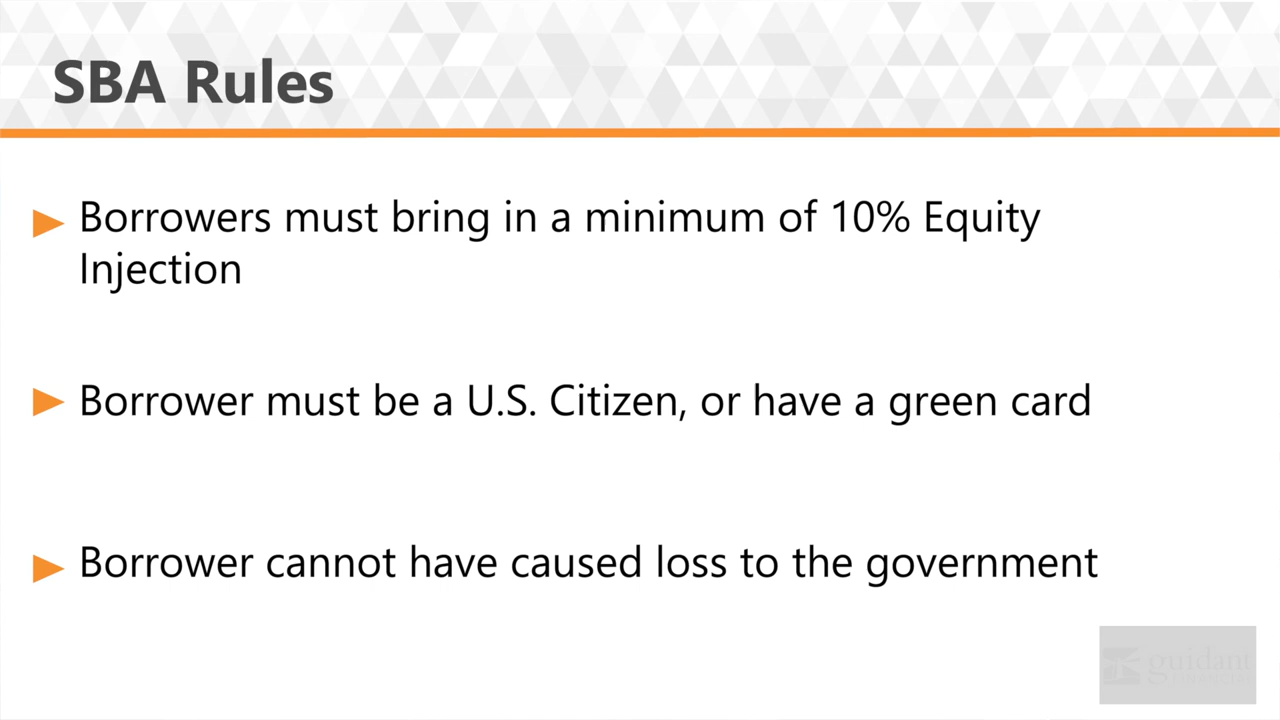 SBA Rules
Borrowers must bring in a minimum of 10% Equity
Injection
Borrower must be a U.S. Citizen, or have a green card
Borrower cannot have caused loss to the government
guidant